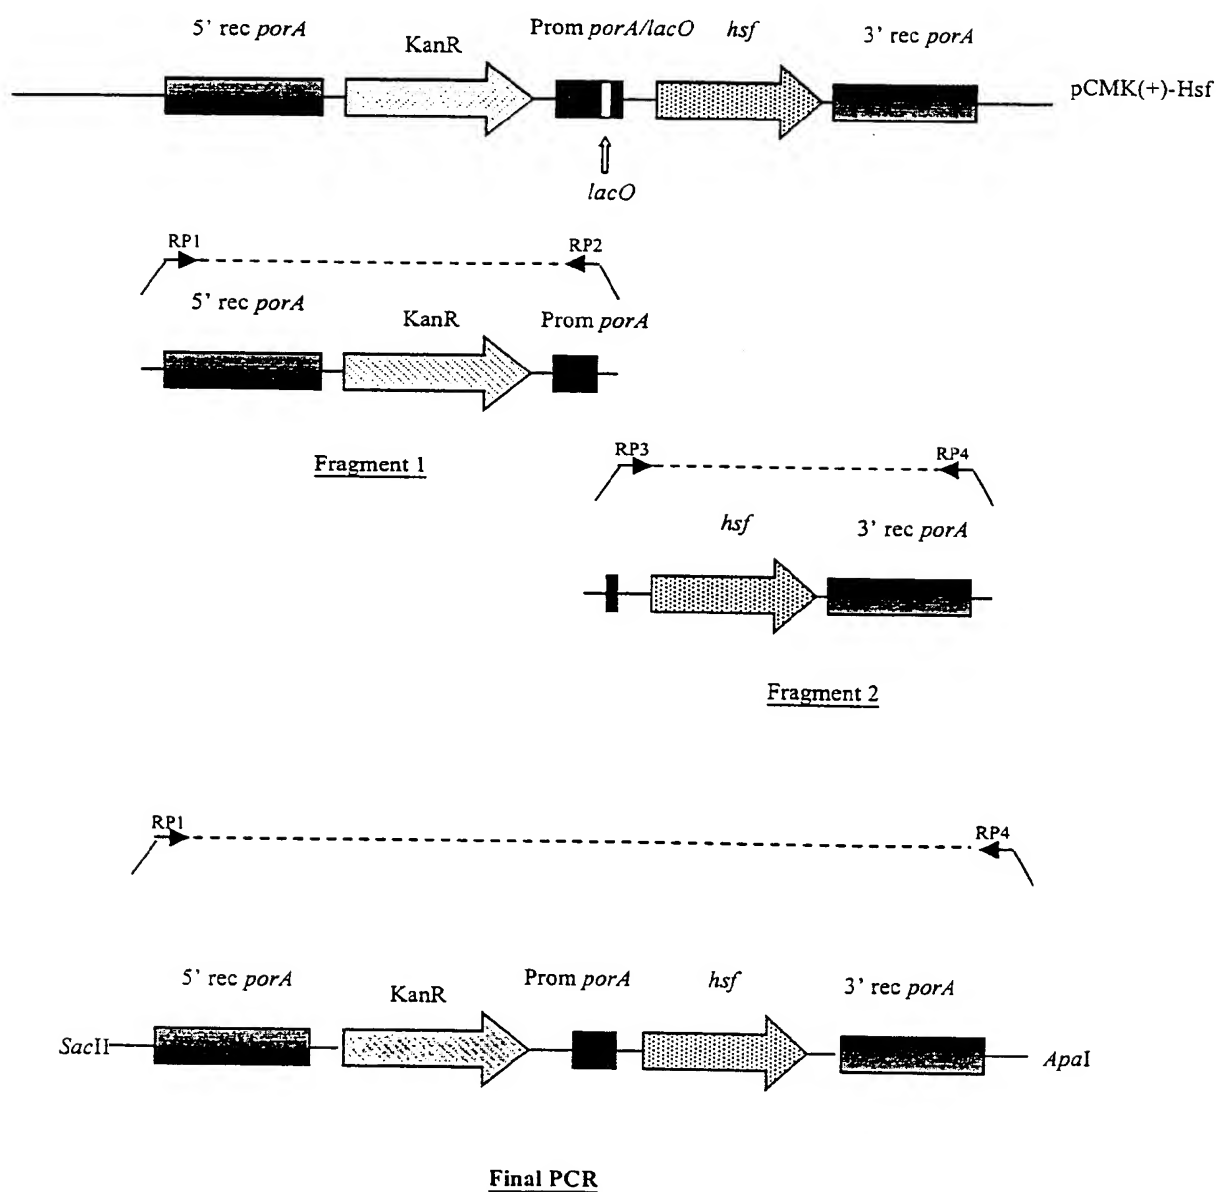 5' rec porA KanR Prom porA/lacO hsf 3' rec porA
pCMK(+)-Hsf
lacO
RP1 RP2
5' rec porA KanR Prom porA
Fragment 1
RP3 RP4
hsf 3' rec porA
Fragment 2
RP1 RP4
5' rec porA KanR Prom porA hsf 3' rec porA
SacII ApaI
Final PCR